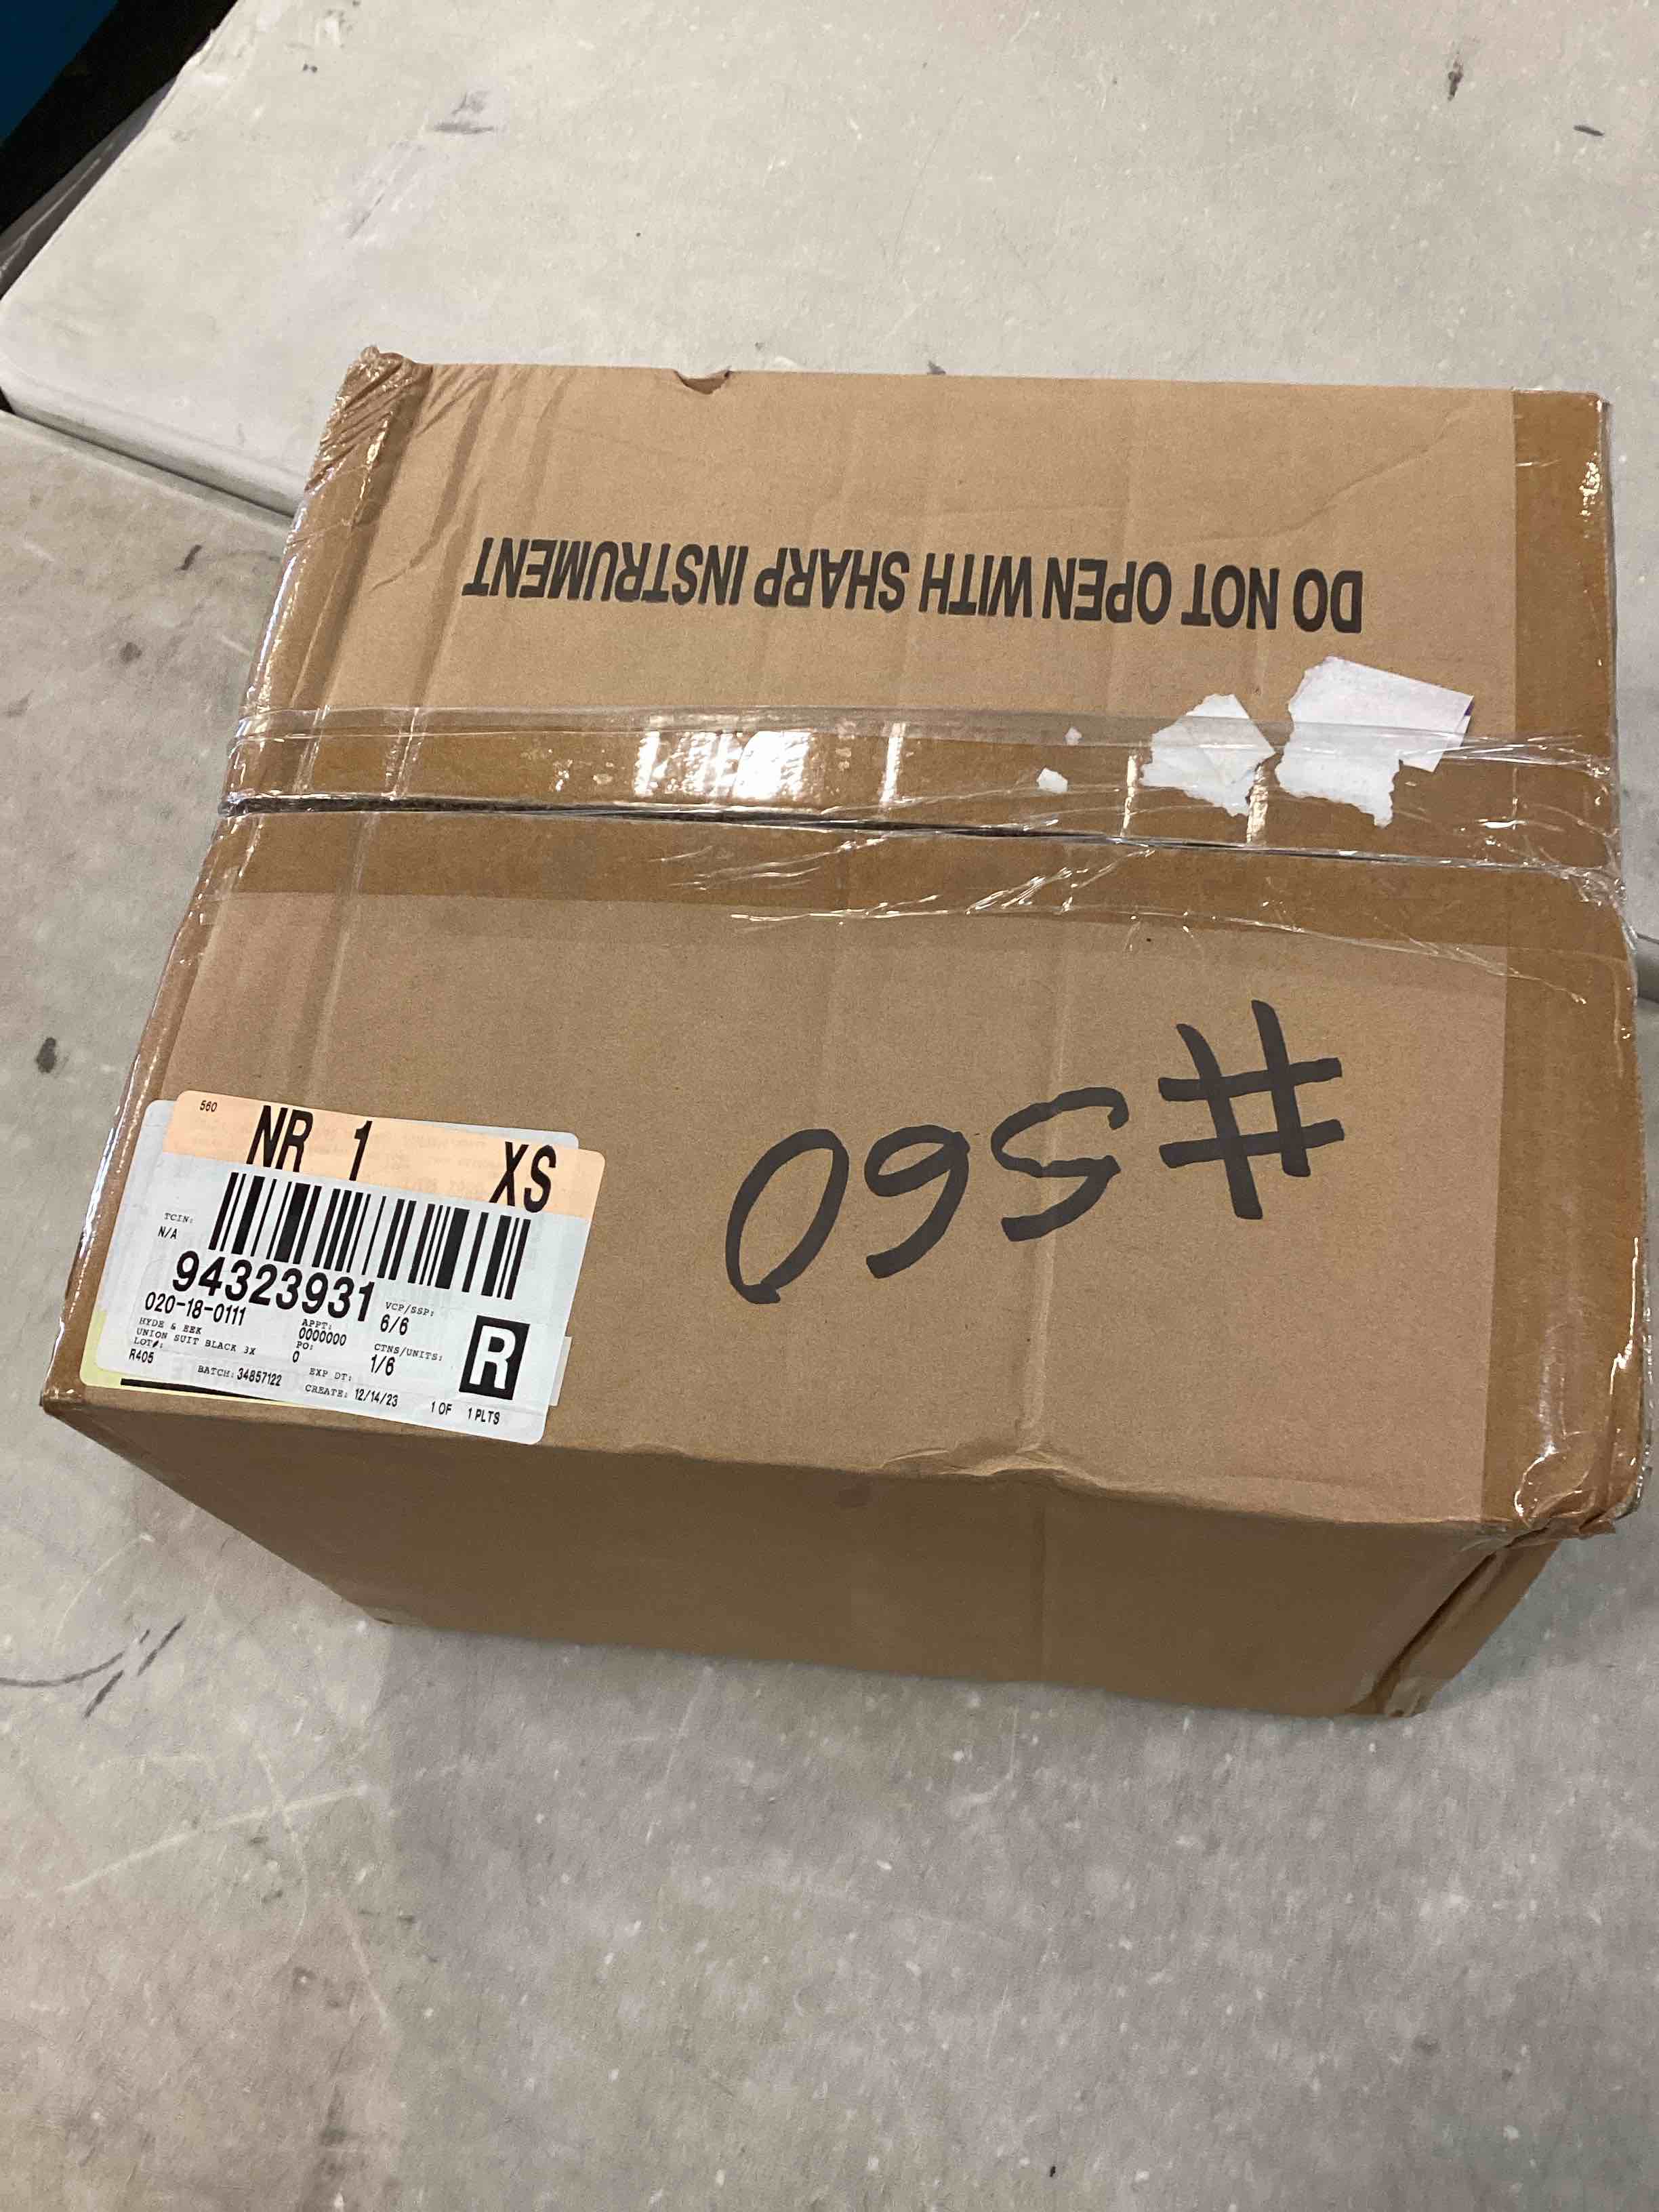 DO NOT OPEN WITH SHARP INSTRUMENT
#560
560
NR 1 XS
TCIN:
N/A
94323931
020-18-0111
HYDE & EEK
UNION SUIT BLACK 3X
LOT#:
R405
BATCH: 34857122
APPT:
0000000
PO:
0
EXP DT:
CREATE: 12/14/23
VCP/SSP:
6/6
CTNS/UNITS:
1/6
R
1 OF 1 PLTS